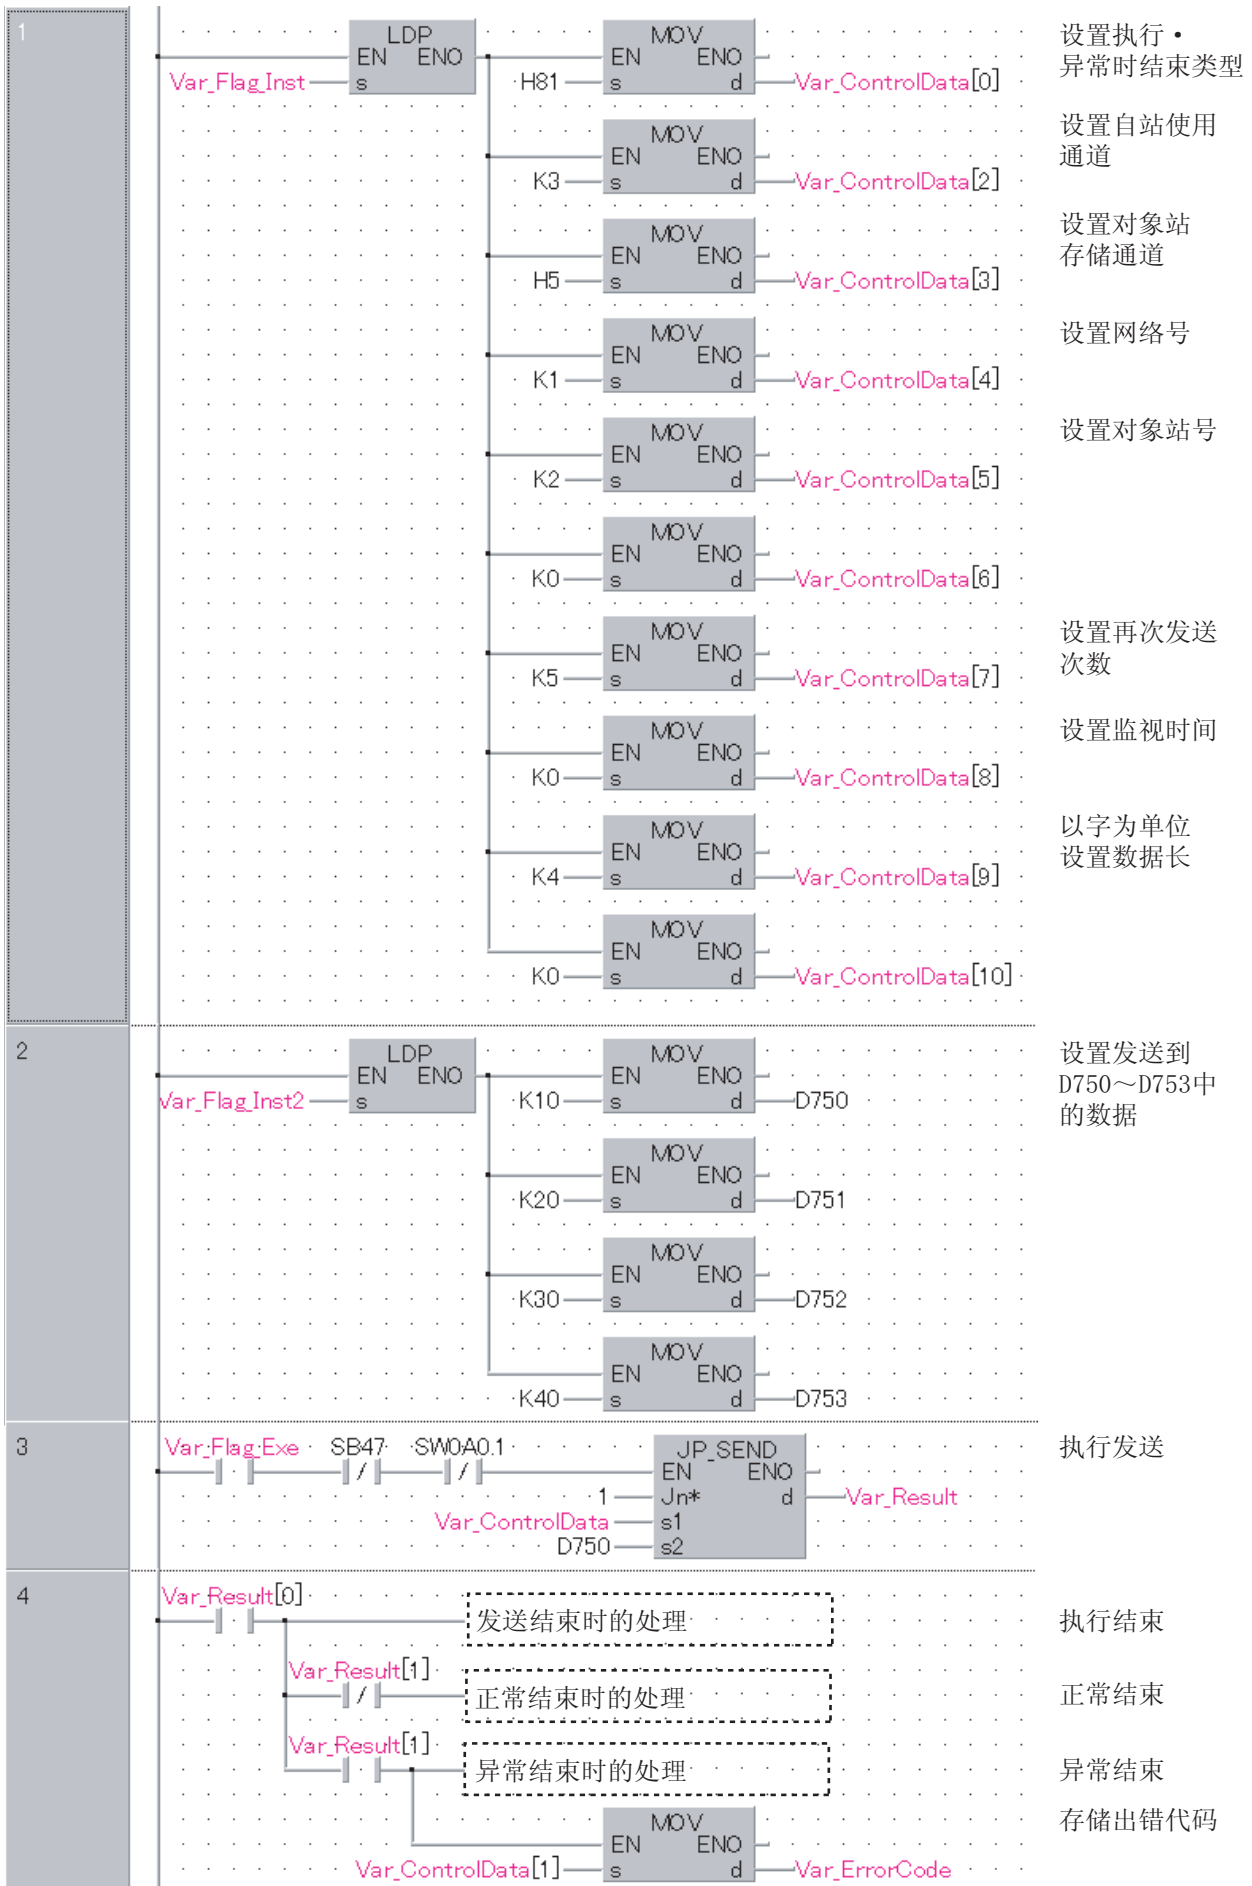 1
LDP
EN ENO
Var_Flag_Inst s
MOV
EN ENO
H81 s d Var_ControlData[0]
设置执行・
异常时结束类型
MOV
EN ENO
K3 s d Var_ControlData[2]
设置自站使用
通道
MOV
EN ENO
H5 s d Var_ControlData[3]
设置对象站
存储通道
MOV
EN ENO
K1 s d Var_ControlData[4]
设置网络号
MOV
EN ENO
K2 s d Var_ControlData[5]
设置对象站号
MOV
EN ENO
K0 s d Var_ControlData[6]
MOV
EN ENO
K5 s d Var_ControlData[7]
设置再次发送
次数
MOV
EN ENO
K0 s d Var_ControlData[8]
设置监视时间
MOV
EN ENO
K4 s d Var_ControlData[9]
以字为单位
设置数据长
MOV
EN ENO
K0 s d Var_ControlData[10]
2
LDP
EN ENO
Var_Flag_Inst2 s
MOV
EN ENO
K10 s d D750
设置发送到
D750～D753中
的数据
MOV
EN ENO
K20 s d D751
MOV
EN ENO
K30 s d D752
MOV
EN ENO
K40 s d D753
3
Var_Flag_Exe SB47 SW0A0.1
JP_SEND
EN ENO
1 Jn* d Var_Result
Var_ControlData s1
D750 s2
执行发送
4
Var_Result[0]
发送结束时的处理
执行结束
Var_Result[1]
正常结束时的处理
正常结束
Var_Result[1]
异常结束时的处理
异常结束
MOV
EN ENO
Var_ControlData[1] s d Var_ErrorCode
存储出错代码